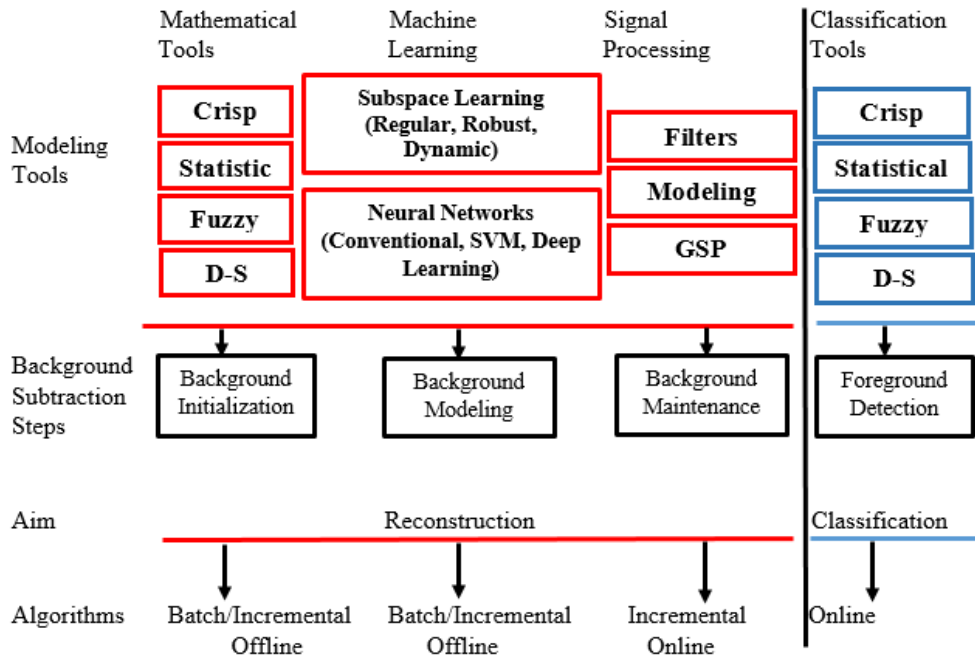 Mathematical
Tools
Machine
Learning
Signal
Processing
Classification
Tools
Modeling
Tools
Crisp
Statistic
Fuzzy
D-S
Subspace Learning
(Regular, Robust,
Dynamic)
Neural Networks
(Conventional, SVM, Deep
Learning)
Filters
Modeling
GSP
Crisp
Statistical
Fuzzy
D-S
Background
Subtraction
Steps
Background
Initialization
Background
Modeling
Background
Maintenance
Foreground
Detection
Aim
Reconstruction
Classification
Algorithms
Batch/Incremental
Offline
Batch/Incremental
Offline
Incremental
Online
Online